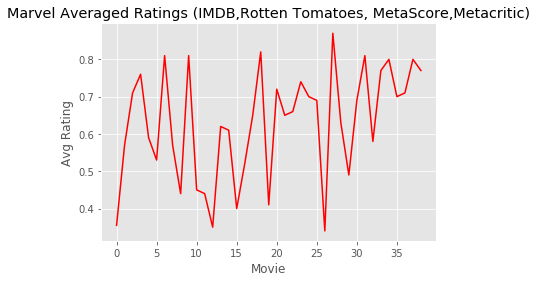 Marvel Averaged Ratings (IMDB,Rotten Tomatoes, MetaScore,Metacritic)
0.8
0.7
0.6
0.5
0.4
Avg Rating
0 5 10 15 20 25 30 35
Movie